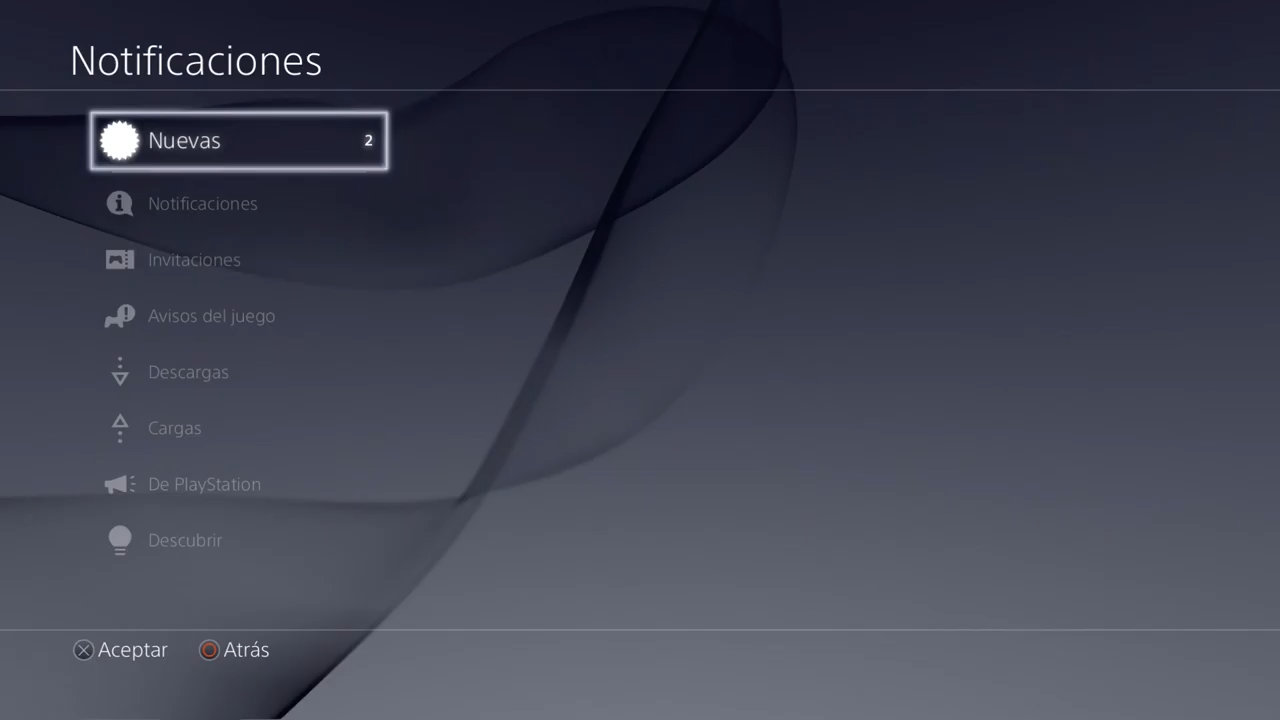 Notificaciones
Nuevas 2
Notificaciones
Invitaciones
Avisos del juego
Descargas
Cargas
De PlayStation
Descubrir
Aceptar Atrás